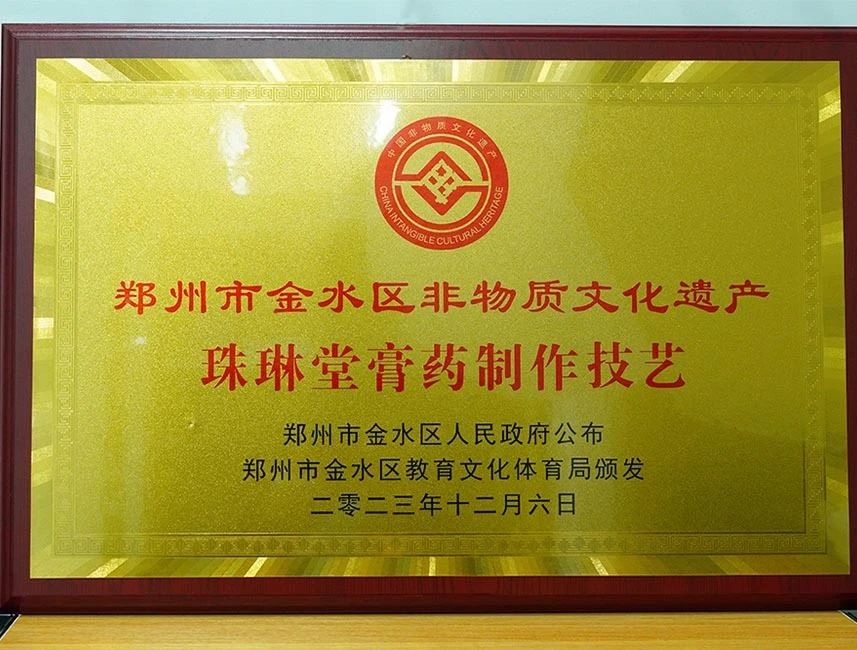 中国非物质文化遗产
CHINA INTANGIBLE CULTURAL HERITAGE
郑州市金水区非物质文化遗产
珠琳堂膏药制作技艺
郑州市金水区人民政府公布
郑州市金水区教育文化体育局颁发
二零二三年十二月六日